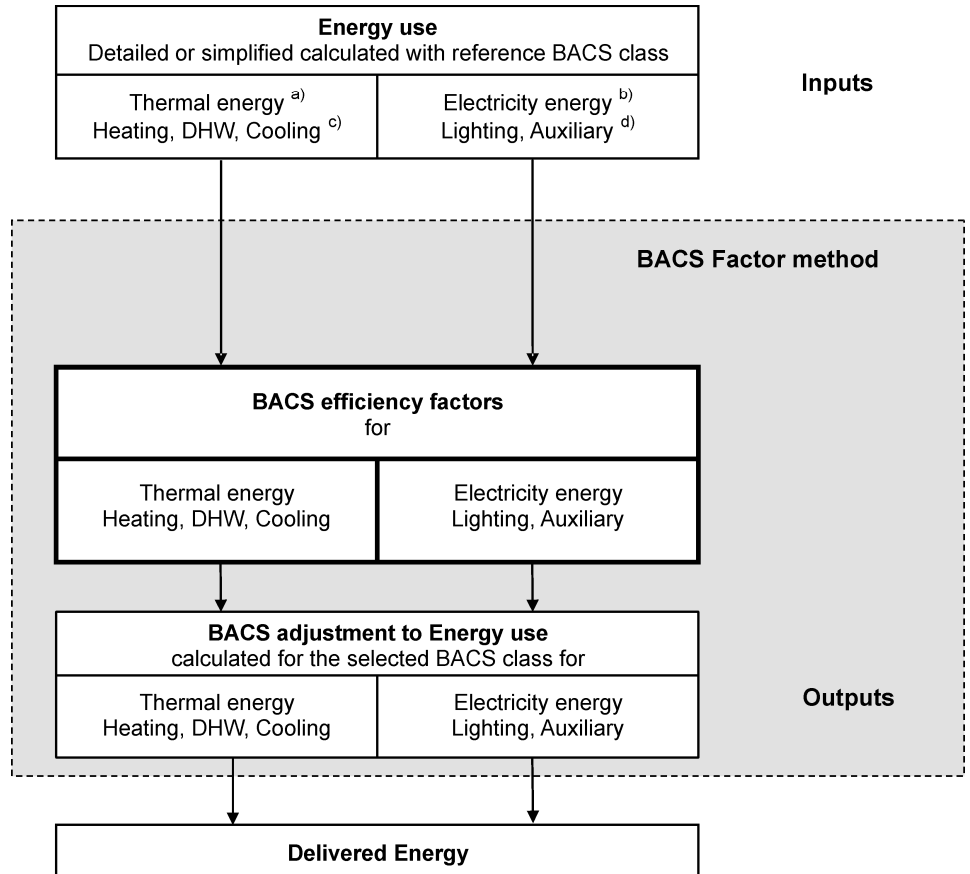 Energy use
Detailed or simplified calculated with reference BACS class
Inputs
Thermal energy a)
Heating, DHW, Cooling c)
Electricity energy b)
Lighting, Auxiliary d)
BACS Factor method
BACS efficiency factors
for
Thermal energy
Heating, DHW, Cooling
Electricity energy
Lighting, Auxiliary
BACS adjustment to Energy use
calculated for the selected BACS class for
Thermal energy
Heating, DHW, Cooling
Electricity energy
Lighting, Auxiliary
Outputs
Delivered Energy